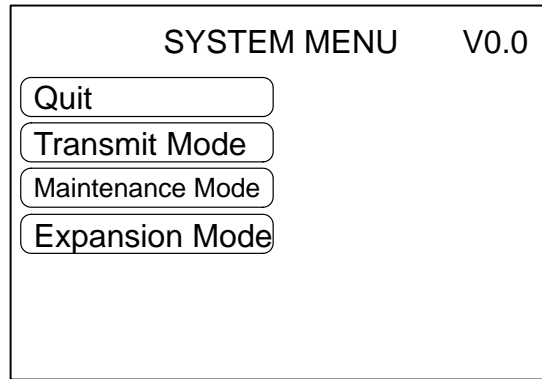 SYSTEM MENU V0.0
Quit
Transmit Mode
Maintenance Mode
Expansion Mode